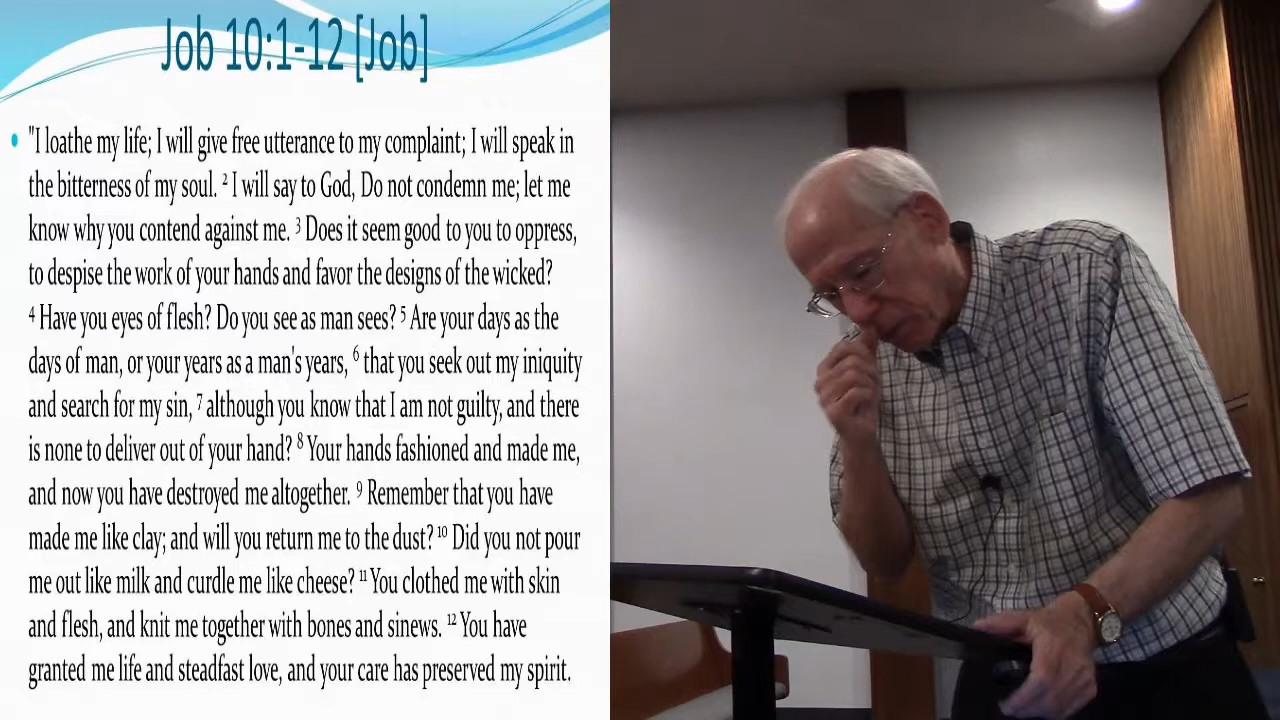 Job 10:1-12 [Job]
• "I loathe my life; I will give free utterance to my complaint; I will speak in
the bitterness of my soul. ² I will say to God, Do not condemn me; let me
know why you contend against me. ³ Does it seem good to you to oppress,
to despise the work of your hands and favor the designs of the wicked?
⁴ Have you eyes of flesh? Do you see as man sees? ⁵ Are your days as the
days of man, or your years as a man's years, ⁶ that you seek out my iniquity
and search for my sin, ⁷ although you know that I am not guilty, and there
is none to deliver out of your hand? ⁸ Your hands fashioned and made me,
and now you have destroyed me altogether. ⁹ Remember that you have
made me like clay; and will you return me to the dust? ¹⁰ Did you not pour
me out like milk and curdle me like cheese? ¹¹ You clothed me with skin
and flesh, and knit me together with bones and sinews. ¹² You have
granted me life and steadfast love, and your care has preserved my spirit.